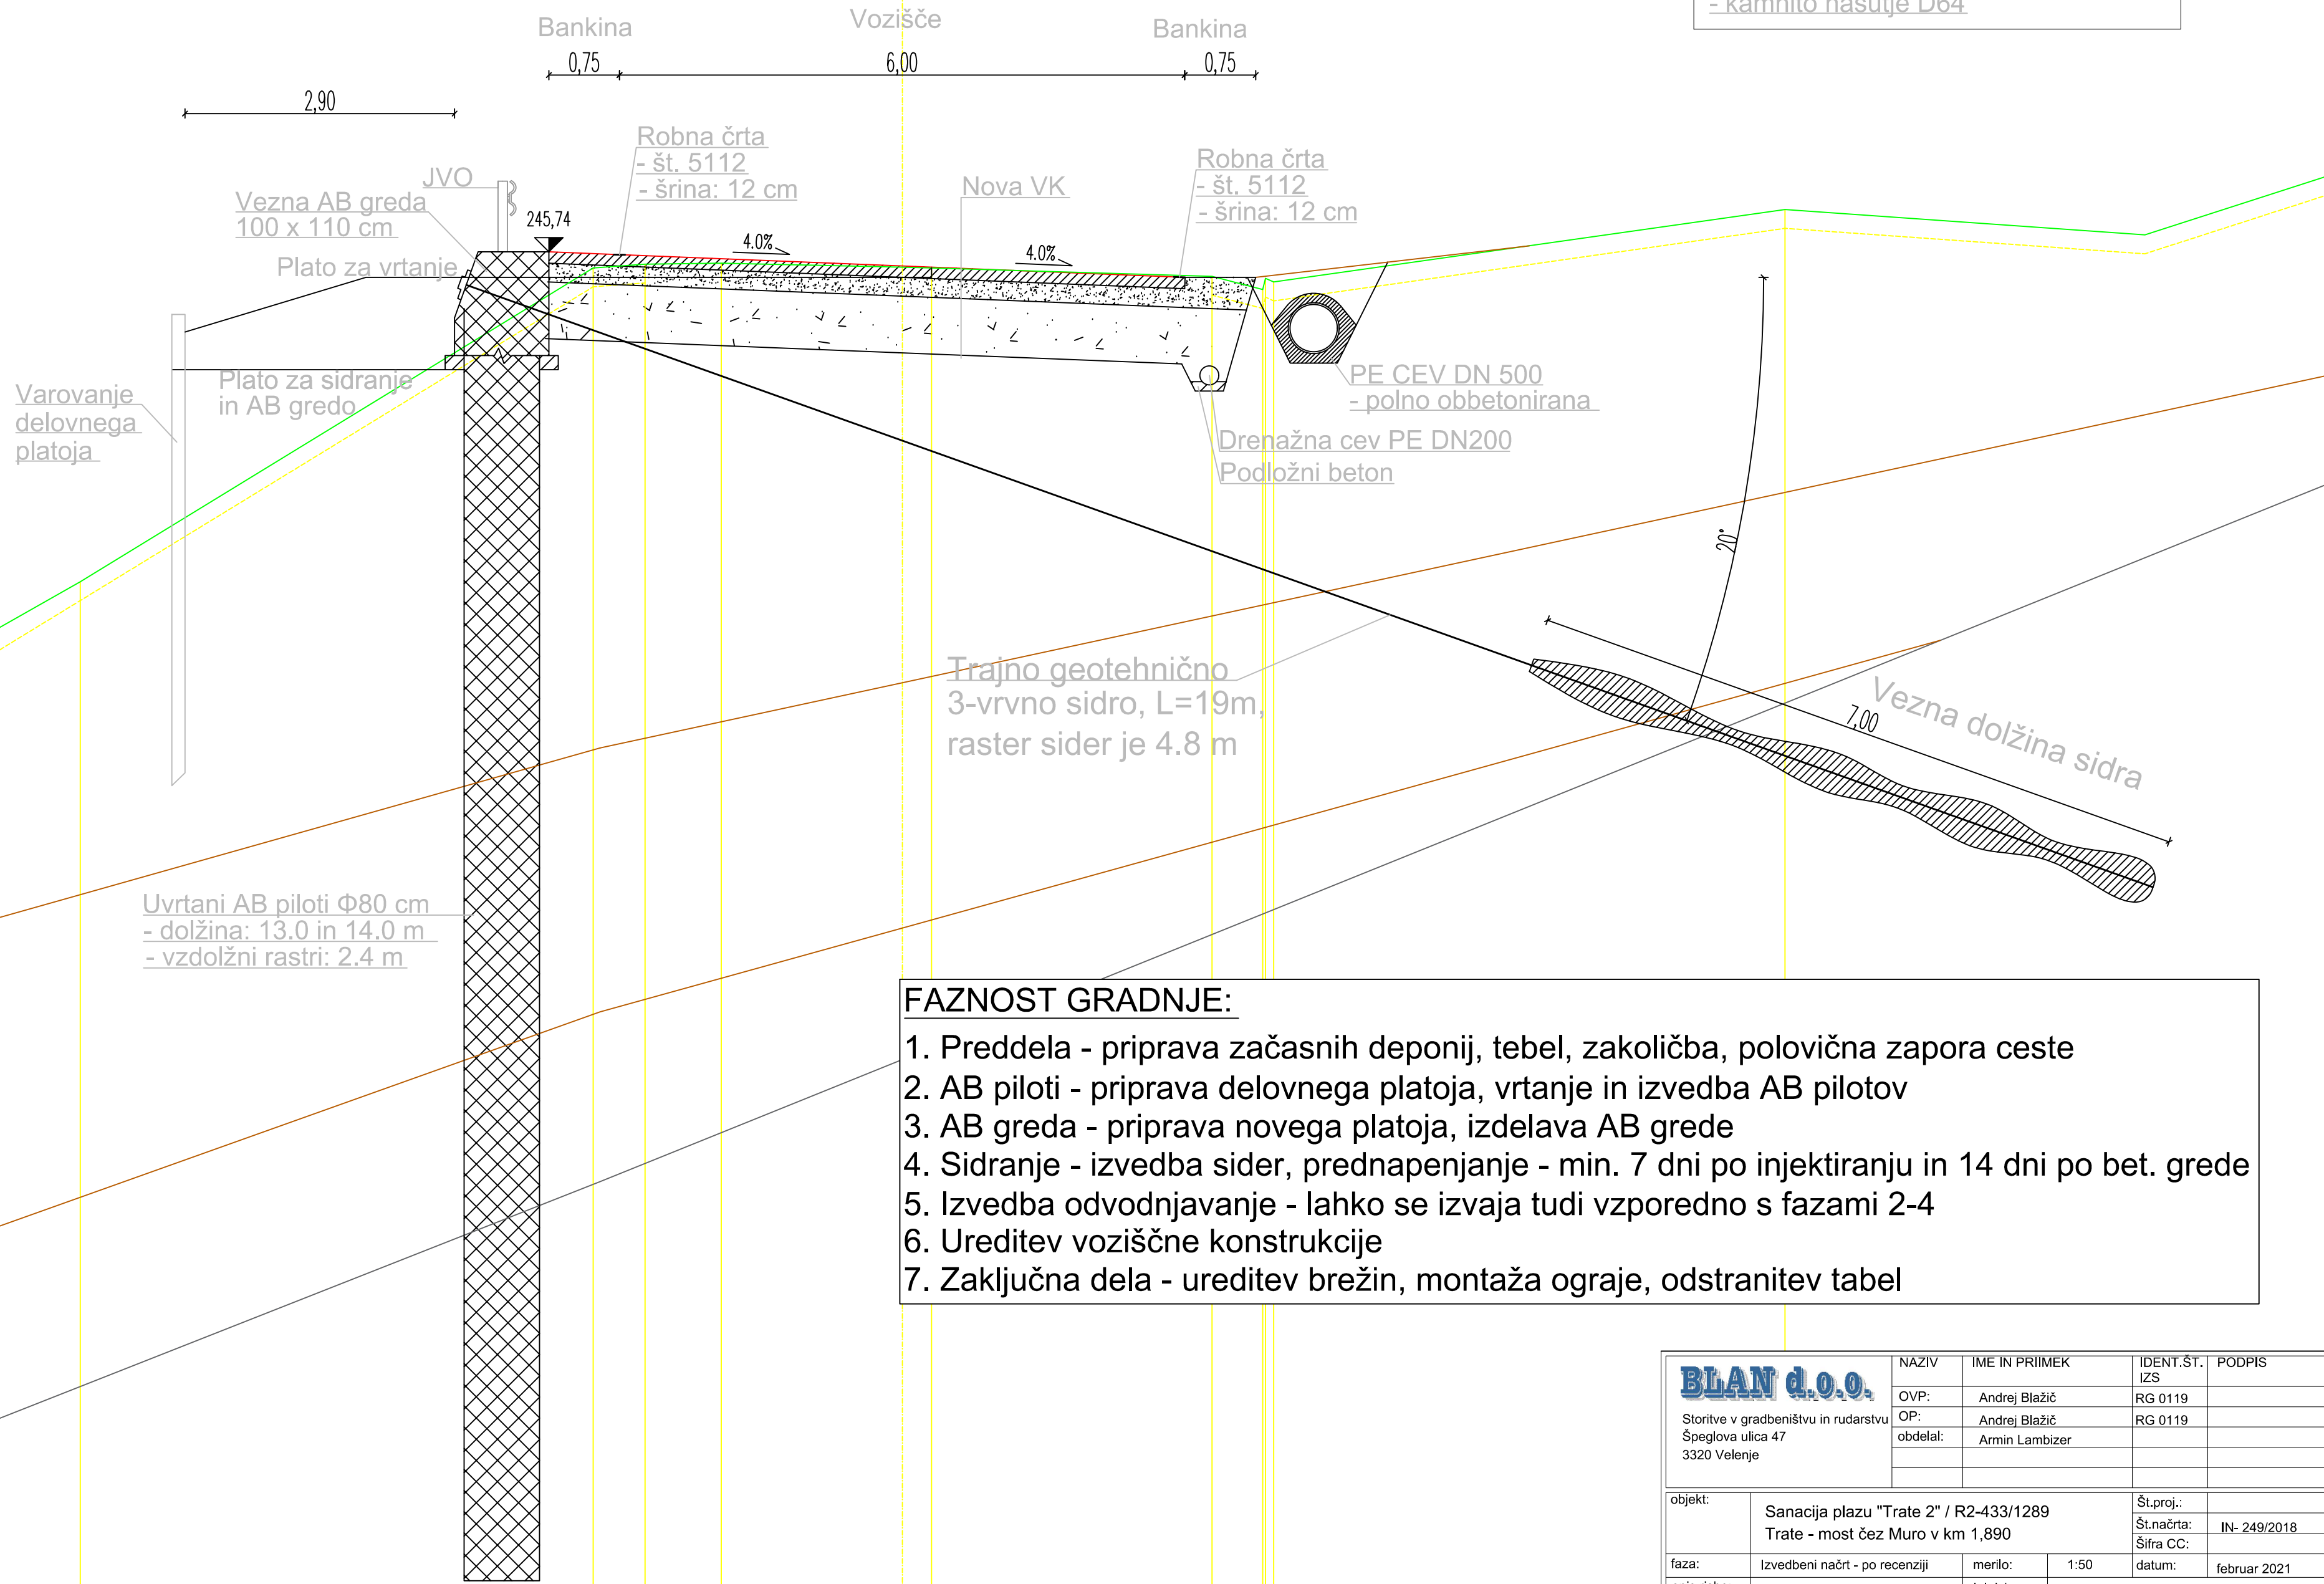 - kamnito nasutje D64
Bankina
Vozišče
Bankina
0,75
6,00
0,75
2,90
Robna črta
- št. 5112
- šrina: 12 cm
Robna črta
- št. 5112
- šrina: 12 cm
JVO
Nova VK
Vezna AB greda
100 x 110 cm
245,74
4.0%
4.0%
Plato za vrtanje
Plato za sidranje
in AB gredo
Varovanje
delovnega
platoja
PE CEV DN 500
- polno obbetonirana
Drenažna cev PE DN200
Podložni beton
20°
Trajno geotehnično
3-vrvno sidro, L=19m,
raster sider je 4.8 m
7,00
Vezna dolžina sidra
Uvrtani AB piloti Φ80 cm
- dolžina: 13.0 in 14.0 m
- vzdolžni rastri: 2.4 m
FAZNOST GRADNJE:
1. Preddela - priprava začasnih deponij, tebel, zakoličba, polovična zapora ceste
2. AB piloti - priprava delovnega platoja, vrtanje in izvedba AB pilotov
3. AB greda - priprava novega platoja, izdelava AB grede
4. Sidranje - izvedba sider, prednapenjanje - min. 7 dni po injektiranju in 14 dni po bet. grede
5. Izvedba odvodnjavanje - lahko se izvaja tudi vzporedno s fazami 2-4
6. Ureditev voziščne konstrukcije
7. Zaključna dela - ureditev brežin, montaža ograje, odstranitev tabel
BLAN d.o.o.
Storitve v gradbeništvu in rudarstvu
Špeglova ulica 47
3320 Velenje
NAZIV IME IN PRIIMEK IDENT.ŠT. IZS PODPIS
OVP: Andrej Blažič RG 0119
OP: Andrej Blažič RG 0119
obdelal: Armin Lambizer
objekt: Sanacija plazu "Trate 2" / R2-433/1289
Trate - most čez Muro v km 1,890
Št.proj.:
Št.načrta: IN- 249/2018
Šifra CC:
faza: Izvedbeni načrt - po recenziji merilo: 1:50 datum: februar 2021